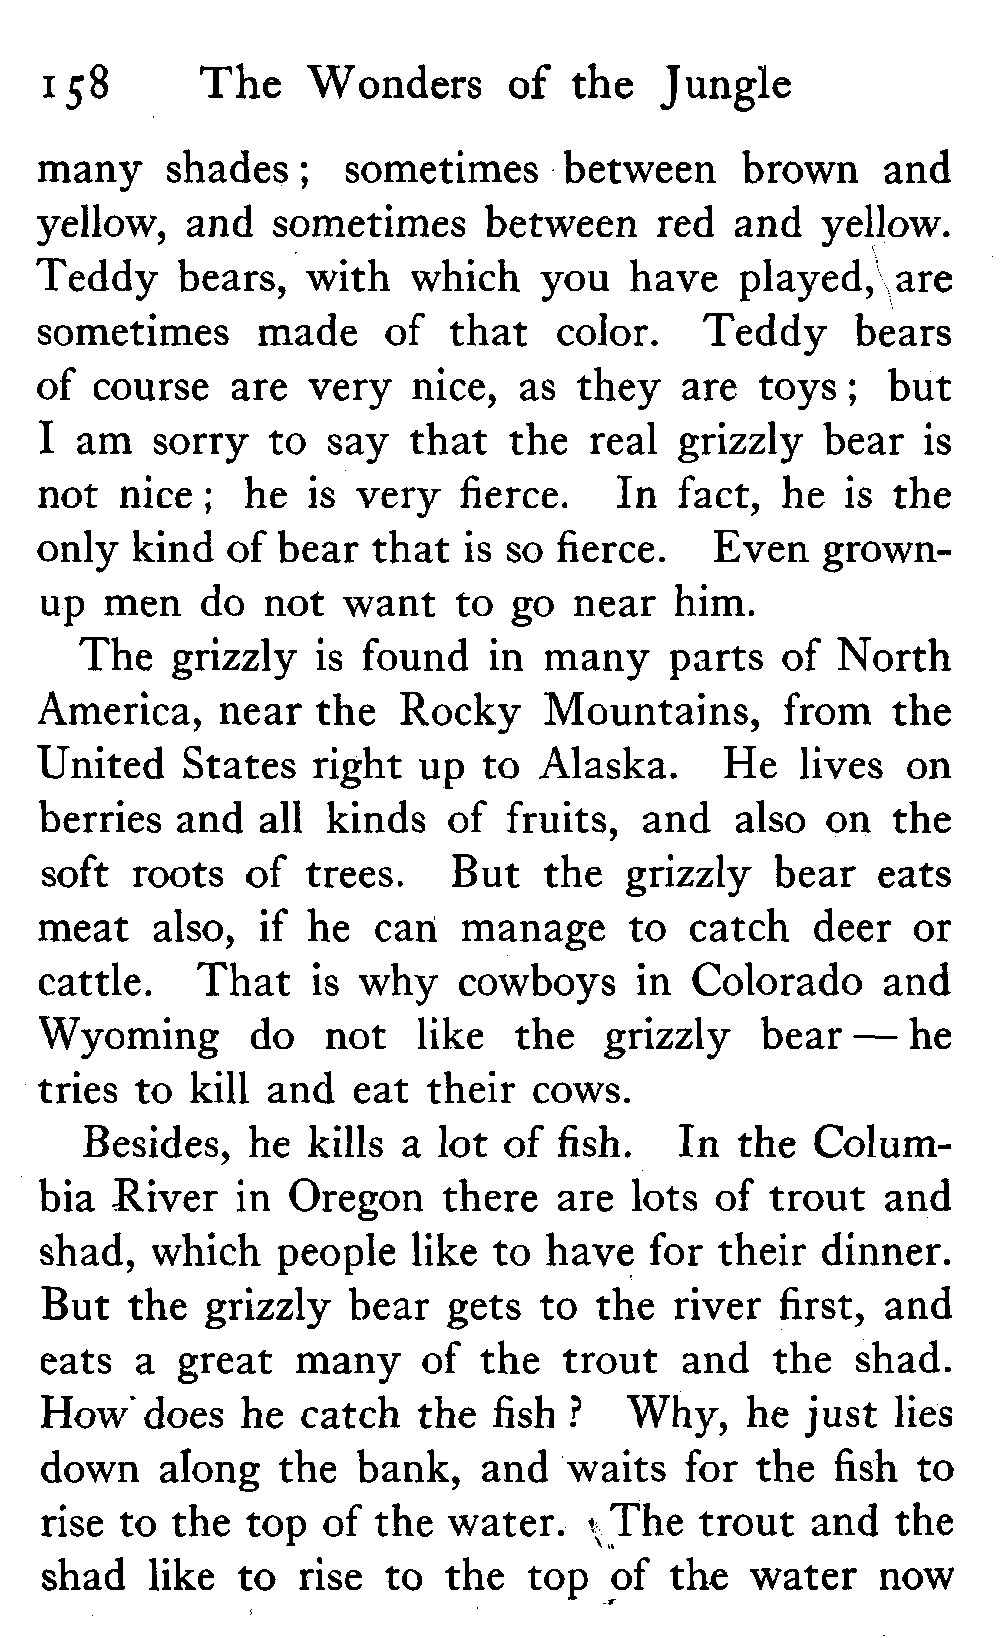 158 The Wonders of the Jungle
many shades; sometimes between brown and
yellow, and sometimes between red and yellow.
Teddy bears, with which you have played, are
sometimes made of that color. Teddy bears
of course are very nice, as they are toys; but
I am sorry to say that the real grizzly bear is
not nice; he is very fierce. In fact, he is the
only kind of bear that is so fierce. Even grown-
up men do not want to go near him.
The grizzly is found in many parts of North
America, near the Rocky Mountains, from the
United States right up to Alaska. He lives on
berries and all kinds of fruits, and also on the
soft roots of trees. But the grizzly bear eats
meat also, if he can manage to catch deer or
cattle. That is why cowboys in Colorado and
Wyoming do not like the grizzly bear — he
tries to kill and eat their cows.
Besides, he kills a lot of fish. In the Colum-
bia River in Oregon there are lots of trout and
shad, which people like to have for their dinner.
But the grizzly bear gets to the river first, and
eats a great many of the trout and the shad.
How does he catch the fish? Why, he just lies
down along the bank, and waits for the fish to
rise to the top of the water. The trout and the
shad like to rise to the top of the water now